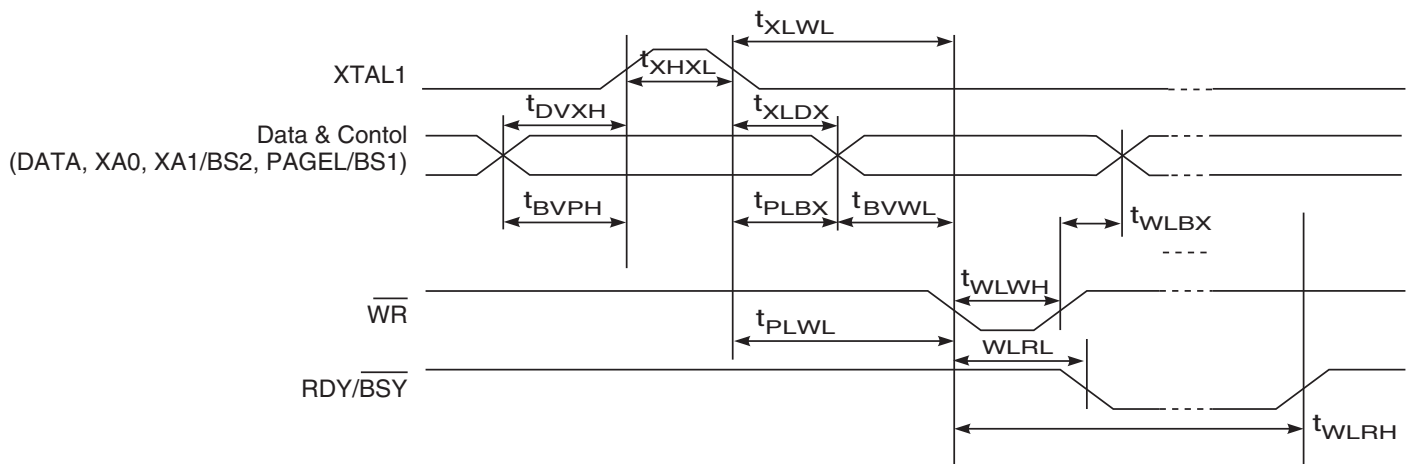 tXLWL
XTAL1
tXHXL
tDVXH
tXLDX
Data & Contol
(DATA, XA0, XA1/BS2, PAGEL/BS1)
tBVPH
tPLBX
tBVWL
tWLBX
tWLWH
WR
tPLWL
WLRL
RDY/BSY
tWLRH